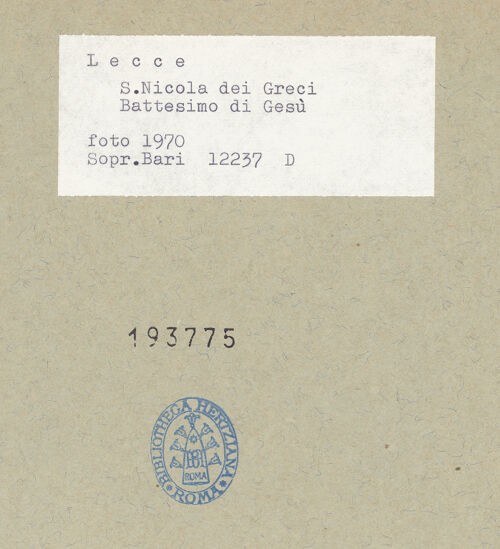 Lecce
S.Nicola dei Greci
Battesimo di Gesù
foto 1970
Sopr.Bari 12237 D
193775
BIBLIOTHECA HERTZIANA
ROMA
* ROMA *